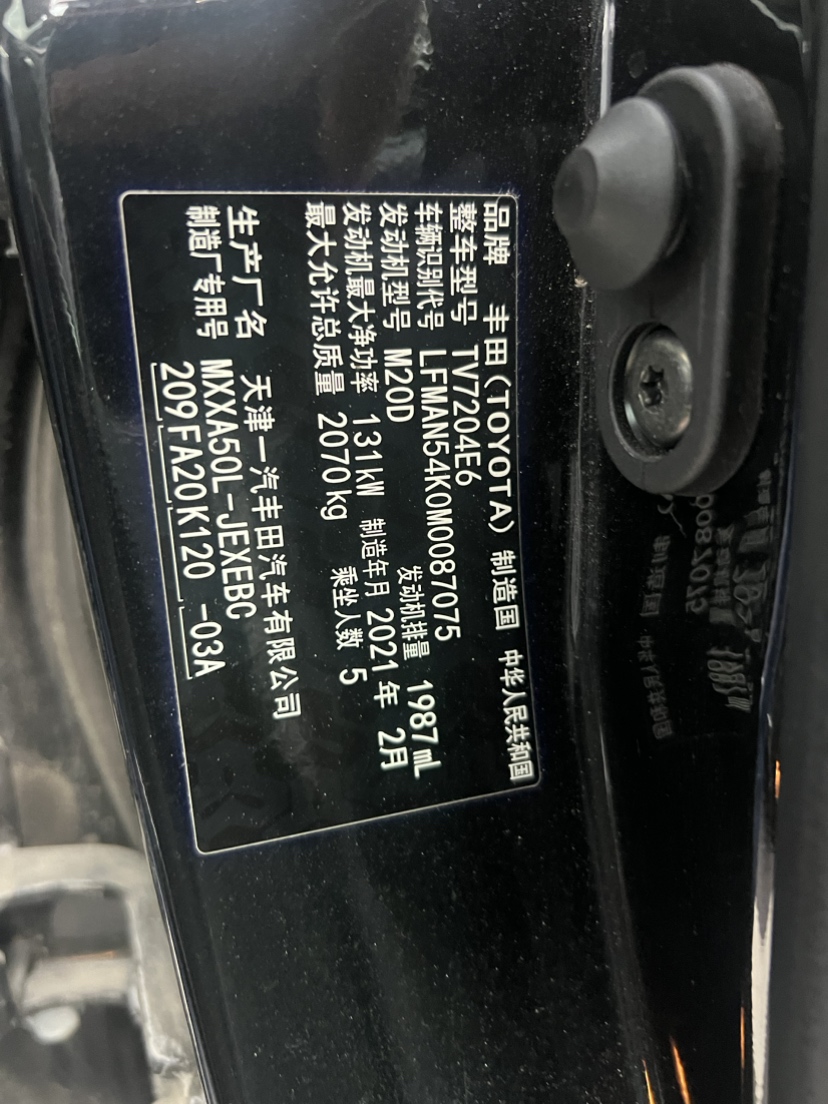 品牌 丰田(TOYOTA) 制造国 中华人民共和国
整车型号 TV7204E6
车辆识别代号 LFMAN54K0M0087075
发动机型号 M20D 发动机排量 1987mL
发动机最大净功率 131kW 制造年月 2021年 2月
最大允许总质量 2070kg 乘坐人数 5
生产厂名 天津一汽丰田汽车有限公司
制造厂专用号 MXXA50L-JEXEBC
209FA20K120 -03A